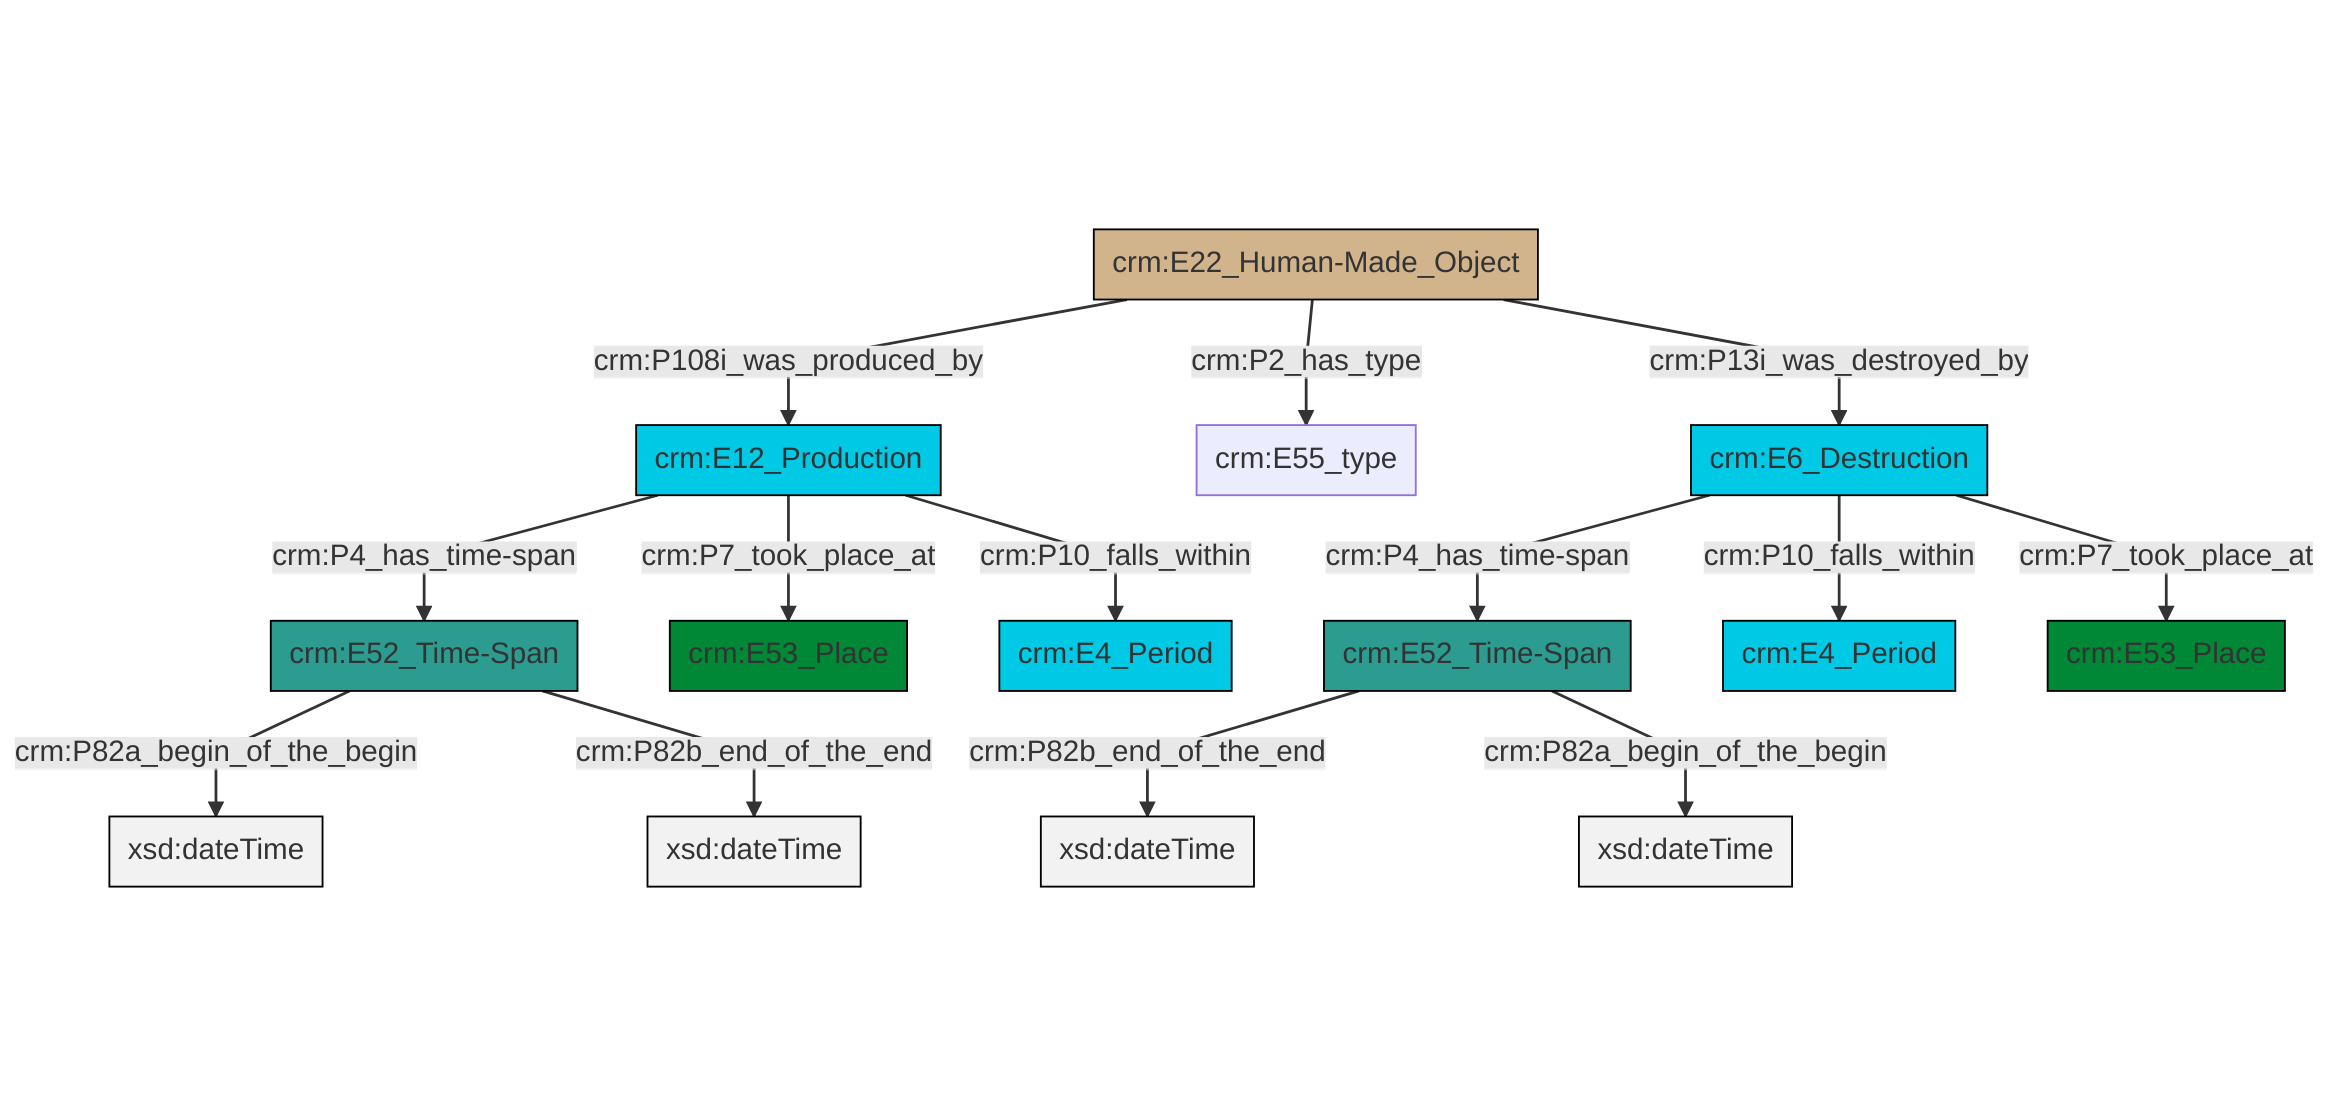 crm:E22_Human-Made_Object
crm:P108i_was_produced_by
crm:P2_has_type
crm:P13i_was_destroyed_by
crm:E12_Production
crm:E55_type
crm:E6_Destruction
crm:P4_has_time-span
crm:P7_took_place_at
crm:P10_falls_within
crm:P4_has_time-span
crm:P10_falls_within
crm:P7_took_place_at
crm:E52_Time-Span
crm:E53_Place
crm:E4_Period
crm:E52_Time-Span
crm:E4_Period
crm:E53_Place
crm:P82a_begin_of_the_begin
crm:P82b_end_of_the_end
crm:P82b_end_of_the_end
crm:P82a_begin_of_the_begin
xsd:dateTime
xsd:dateTime
xsd:dateTime
xsd:dateTime